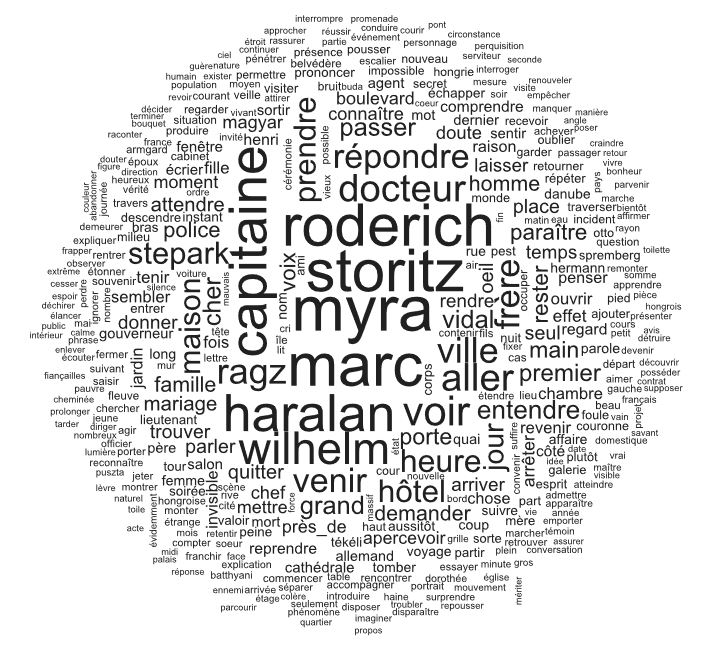 interrompre promenade
approcher réussir conduire courir pont
étroit rassurer partie événement personnage circonstance
continuer présence pousser perquisition
ciel pénétrer belvédère escalier nouveau serviteur seconde
guère nature prononcer impossible hongrie interroger
humain exister permettre bruit buda agent secret mesure renouveler
population moyen visiter boulevard échapper soir visite empêcher
revoir courant veille attirer coeur comprendre manquer manière
décider regarder vivant sortir connaître mot angle
terminer situation magyar passer dernier recevoir poser
bouquet produire invité henri doute sentir achever craindre
raconter france fenêtre prendre répondre raison oublier
armgard cérémonie possible garder passager retour
douter époux cabinet écrier fille docteur laisser retourner vivre
figure direction moment vieux homme répéter bonheur
heureux ordre monde danube pays parvenir
vérité capitaine fin place traverser bientôt
couleur abandonner journée travers attendre roderich matin eau incident affirmer
descendre instant paraître otto rayon
demeurer bras police rue pest question
expliquer milieu voix ami air temps spremberg toilette
frapper rentrer stepark storitz oeil hermann remonter
observer voiture frère occuper rester penser somme
extrême étonner silence mauvais apprendre
cesser souvenir tenir cher nom rendre ouvrir pied pièce
espoir perdre ignorer nombre sembler maison myra vidal effet ajouter hongrois
déchirer entrer cri contenir fils présenter
élancer mai donner tête île nuit seul regard cours
public calme gouverneur fois lit fixer petit avis
intérieur phrase lettre ville cas main parole devenir détruire
enlever fermer long marc départ découvrir
écouter jardin mur ragz corps aller premier aimer posséder
suivant famille contrat
fiançailles saisir étendre lieu chambre gauche supposer
pauvre fleuve mariage haralan voir entendre beau français
cheminée chercher foule vain projet
prolonger jeune lieutenant suffire revenir couronne
tarder agir trouver porte quai savant
diriger nombreux wilhelm état jour affaire domestique
officier père parler heure convenir arrêter côté date vrai
lumière porter idée plutôt
reconnaître tour salon venir cour galerie maître
puszta jeter femme invisible quitter nouvelle visible
lèvre montrer soirée scène hôtel arriver esprit atteindre
naturel hongroise rive chef grand bord chose part admettre
toile monter cité mettre force massif demander apparaître
évidemment étrange valoir mort près_de coup suivre vie année
acte mois retenir peine haut aussitôt mère emporter
compter soeur tékéli apercevoir grille sorte marcher témoin
midi reprendre allemand voyage partir retrouver assurer
palais franchir face plein conversation
réponse explication cathédrale tomber essayer minute gros
batthyani commencer table rencontrer dorothée église
ennemi arrivée séparer accompagner portrait mouvement mériter
étage colère introduire haine surprendre
parcourir seulement disposer troubler repousser
phénomène disparaître
quartier imaginer
propos